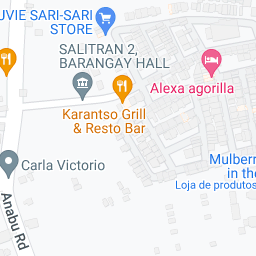 UVIE SARI-SARI
STORE
SALITRAN 2,
BARANGAY HALL
Alexa agorilla
Karantso Grill
& Resto Bar
Carla Victorio
Mulberr
in the
Loja de produtos
Anabu Rd